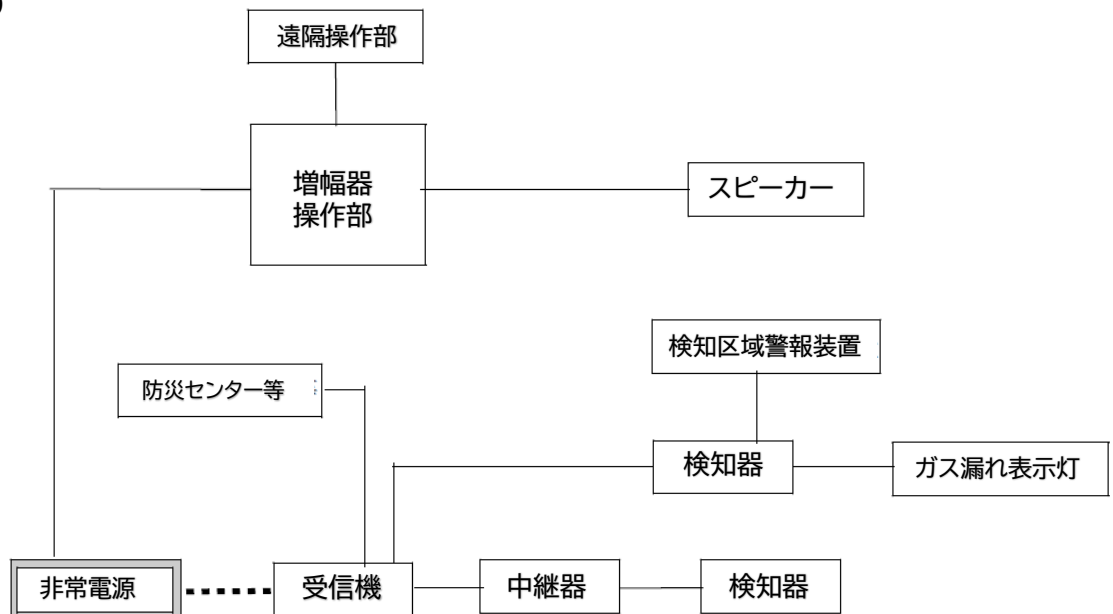 )
遠隔操作部
増幅器
操作部
スピーカー
検知区域警報装置
防災センター等
検知器
ガス漏れ表示灯
非常電源
受信機
中継器
検知器